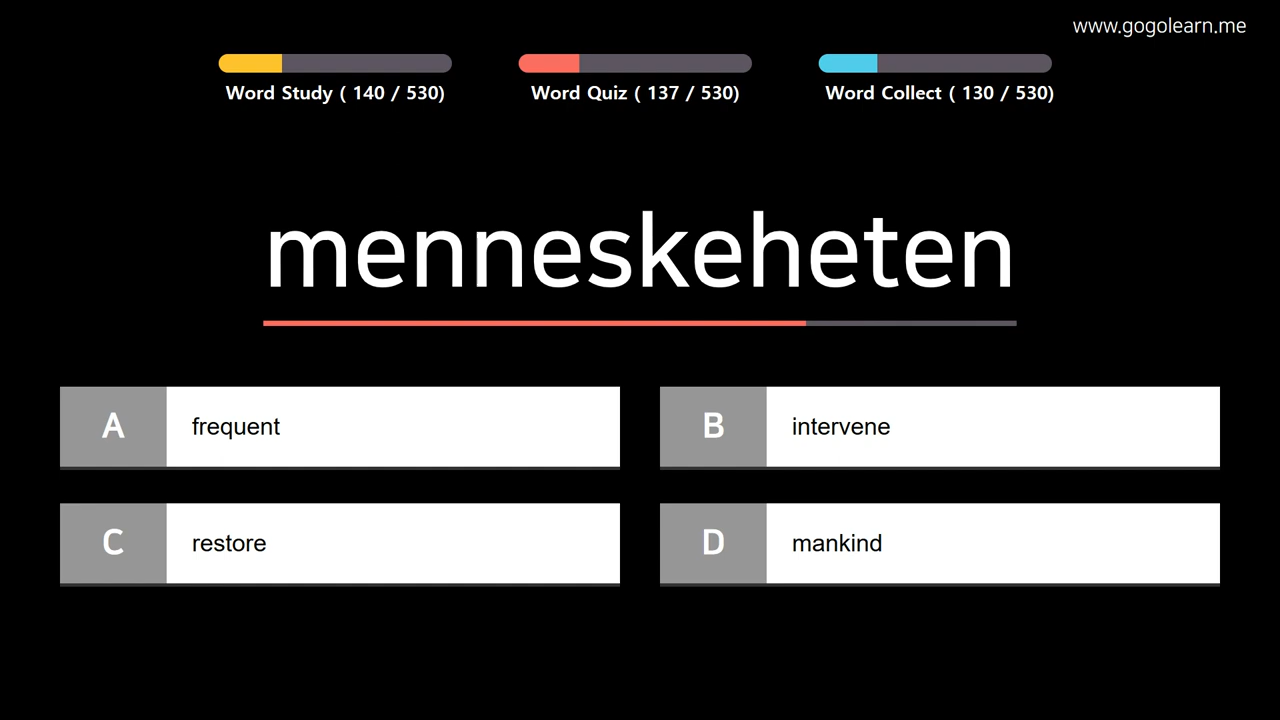 www.gogolearn.me
Word Study ( 140 / 530)
Word Quiz ( 137 / 530)
Word Collect ( 130 / 530)
menneskeheten
A frequent
B intervene
C restore
D mankind